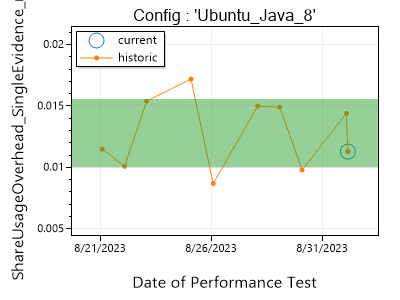 Config : 'Ubuntu_Java_8'
current
historic
0.02
0.015
0.01
0.005
ShareUsageOverhead_SingleEvidence_
8/21/2023
8/26/2023
8/31/2023
Date of Performance Test